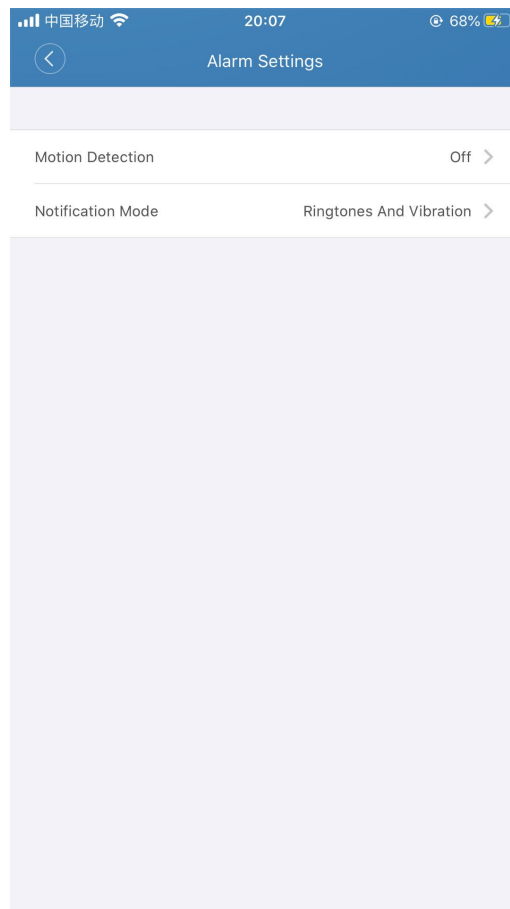 中国移动 20:07 68%
Alarm Settings
Motion Detection Off
Notification Mode Ringtones And Vibration